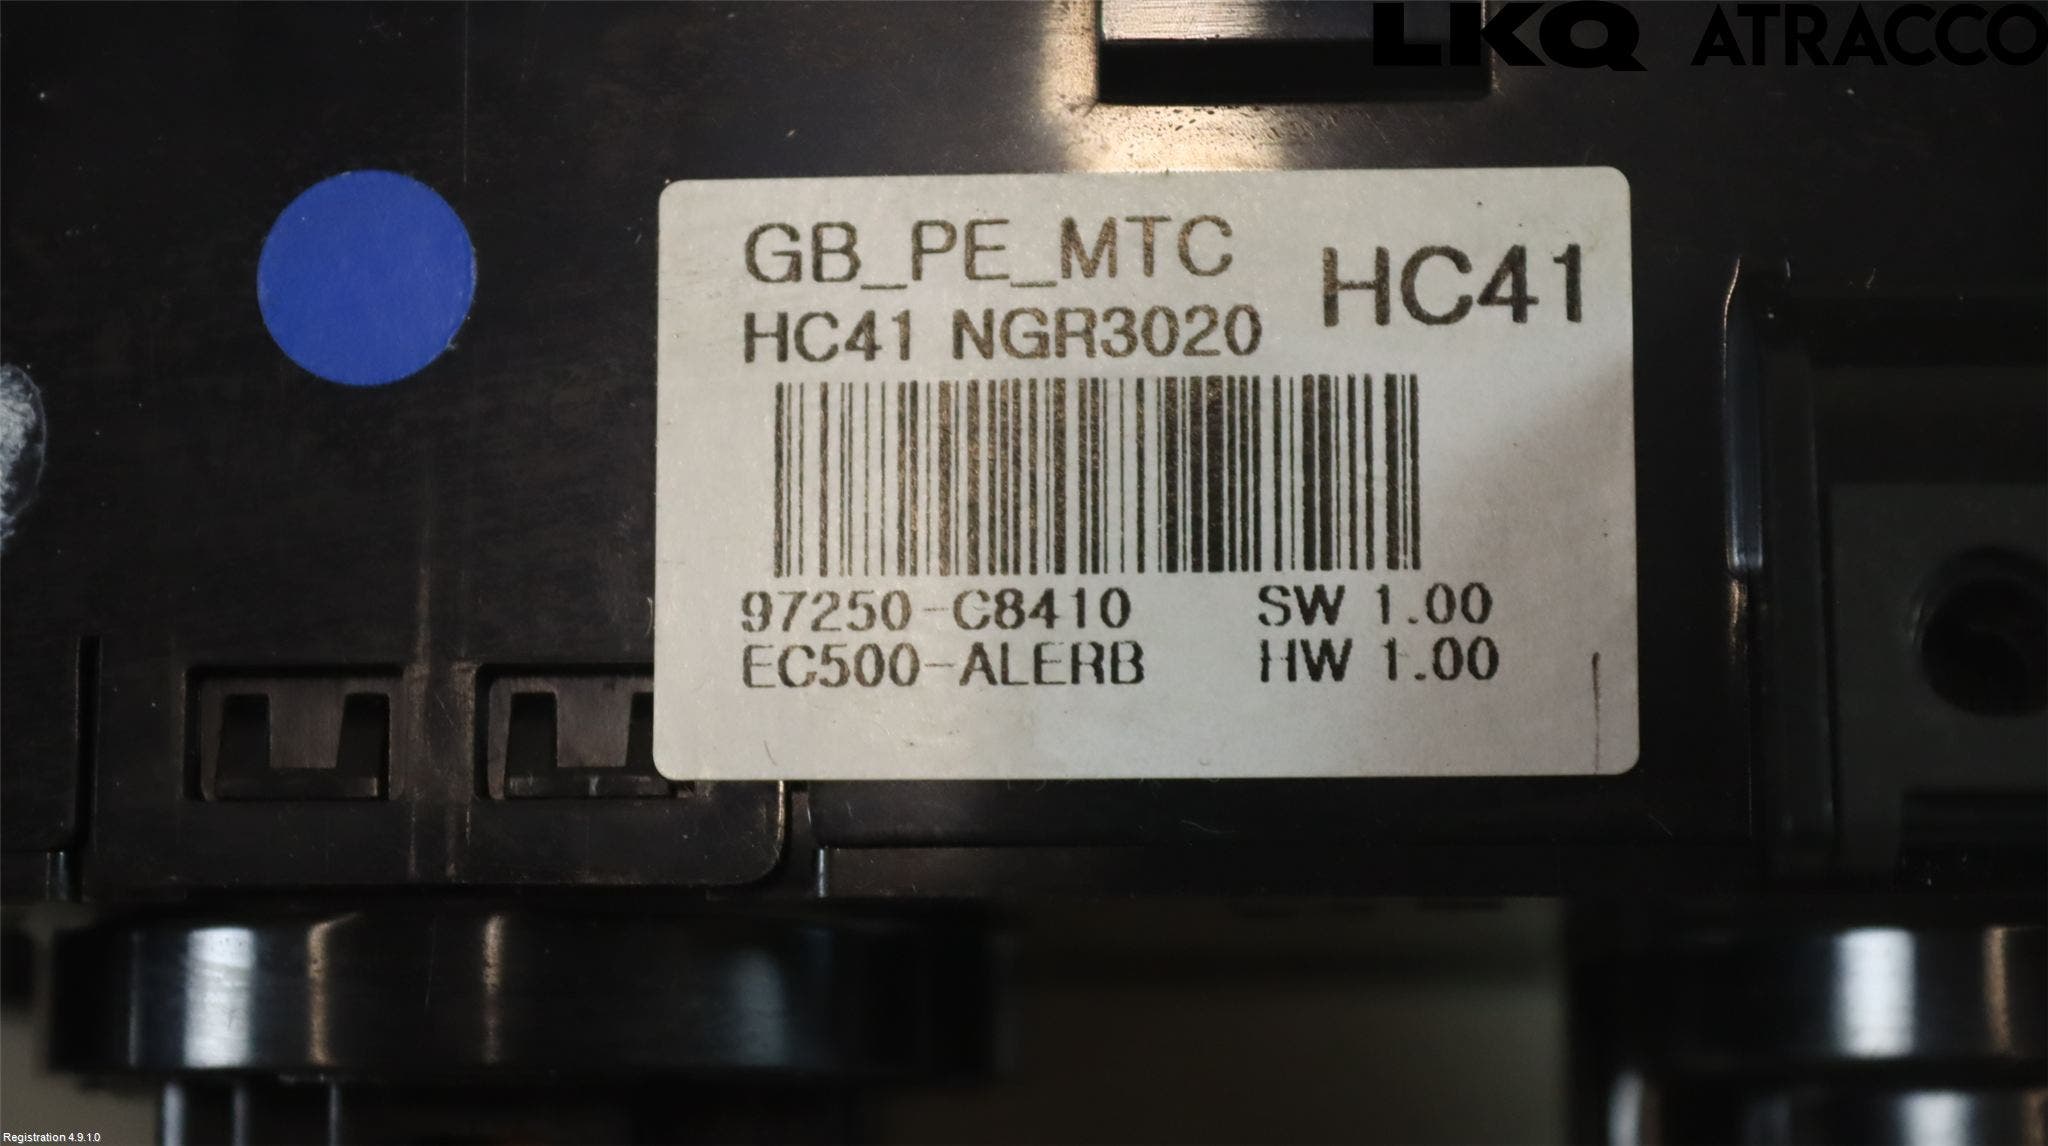 LKQ ATRACCO
GB_PE_MTC
HC41
HC41 NGR3020
97250-C8410 SW 1.00
EC500-ALERB HW 1.00
Registration 4.9.1.0